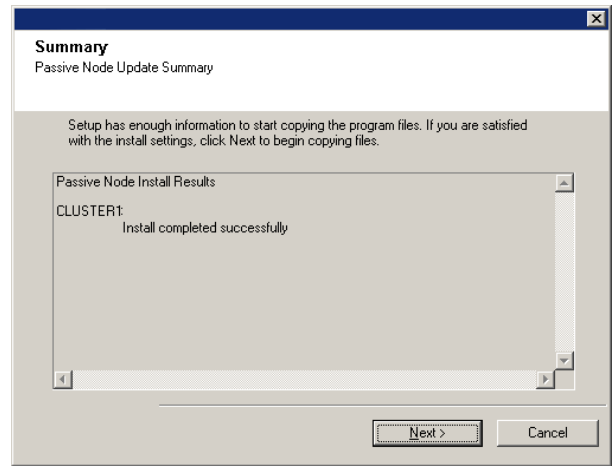 Summary
Passive Node Update Summary
Setup has enough information to start copying the program files. If you are satisfied
with the install settings, click Next to begin copying files.
Passive Node Install Results
CLUSTER1:
Install completed successfully
Next >
Cancel